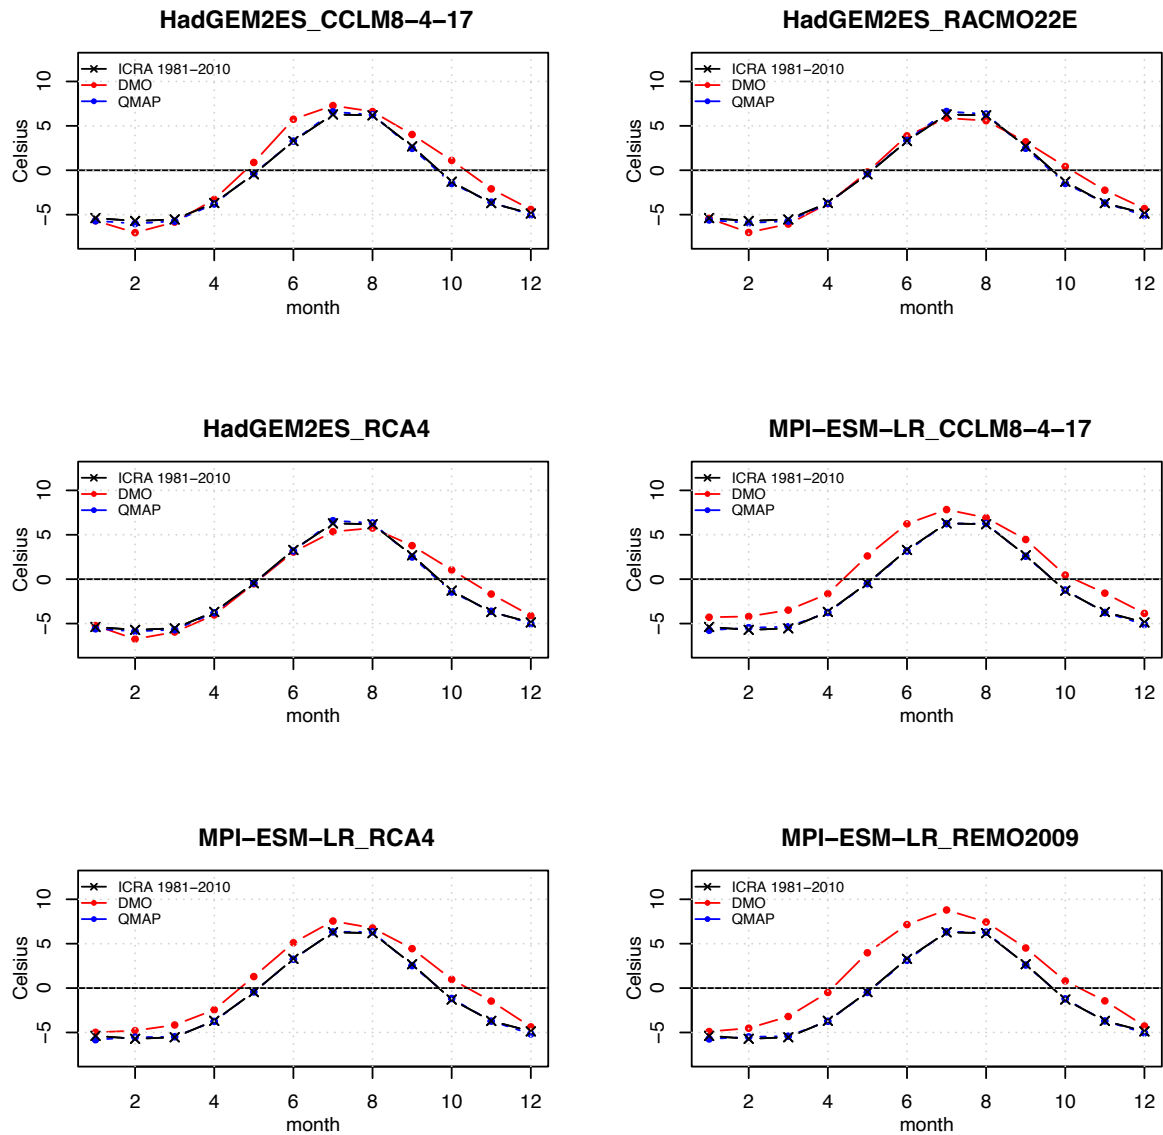 HadGEM2ES_CCLM8−4−17
ICRA 1981−2010
DMO
QMAP
Celsius
10
5
0
−5
2 4 6 8 10 12
month
HadGEM2ES_RACMO22E
ICRA 1981−2010
DMO
QMAP
Celsius
10
5
0
−5
2 4 6 8 10 12
month
HadGEM2ES_RCA4
ICRA 1981−2010
DMO
QMAP
Celsius
10
5
0
−5
2 4 6 8 10 12
month
MPI−ESM−LR_CCLM8−4−17
ICRA 1981−2010
DMO
QMAP
Celsius
10
5
0
−5
2 4 6 8 10 12
month
MPI−ESM−LR_RCA4
ICRA 1981−2010
DMO
QMAP
Celsius
10
5
0
−5
2 4 6 8 10 12
month
MPI−ESM−LR_REMO2009
ICRA 1981−2010
DMO
QMAP
Celsius
10
5
0
−5
2 4 6 8 10 12
month